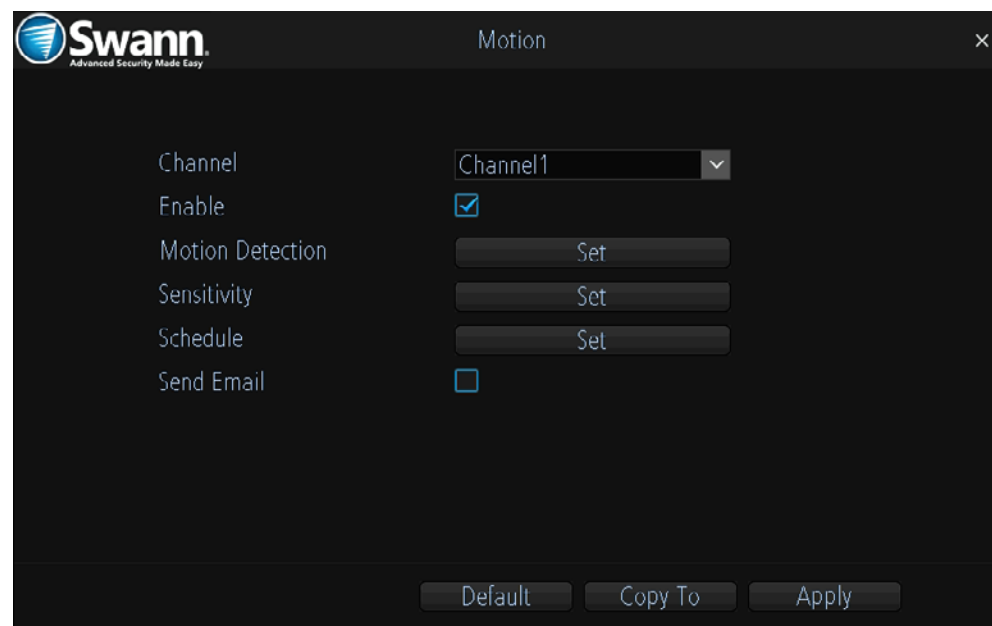 Swann.
Advanced Security Made Easy
Motion
×
Channel Channel1
Enable
Motion Detection Set
Sensitivity Set
Schedule Set
Send Email
Default Copy To Apply